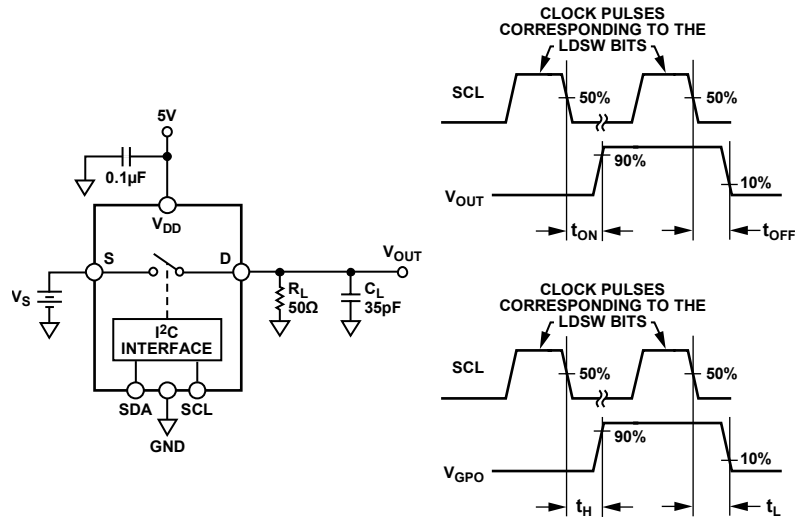 5V
0.1µF
VDD
S
D
VOUT
VS
RL
50Ω
CL
35pF
I2C
INTERFACE
SDA
SCL
GND
CLOCK PULSES
CORRESPONDING TO THE
LDSW BITS
SCL
50%
50%
90%
10%
VOUT
tON
tOFF
CLOCK PULSES
CORRESPONDING TO THE
LDSW BITS
SCL
50%
50%
90%
10%
VGPO
tH
tL